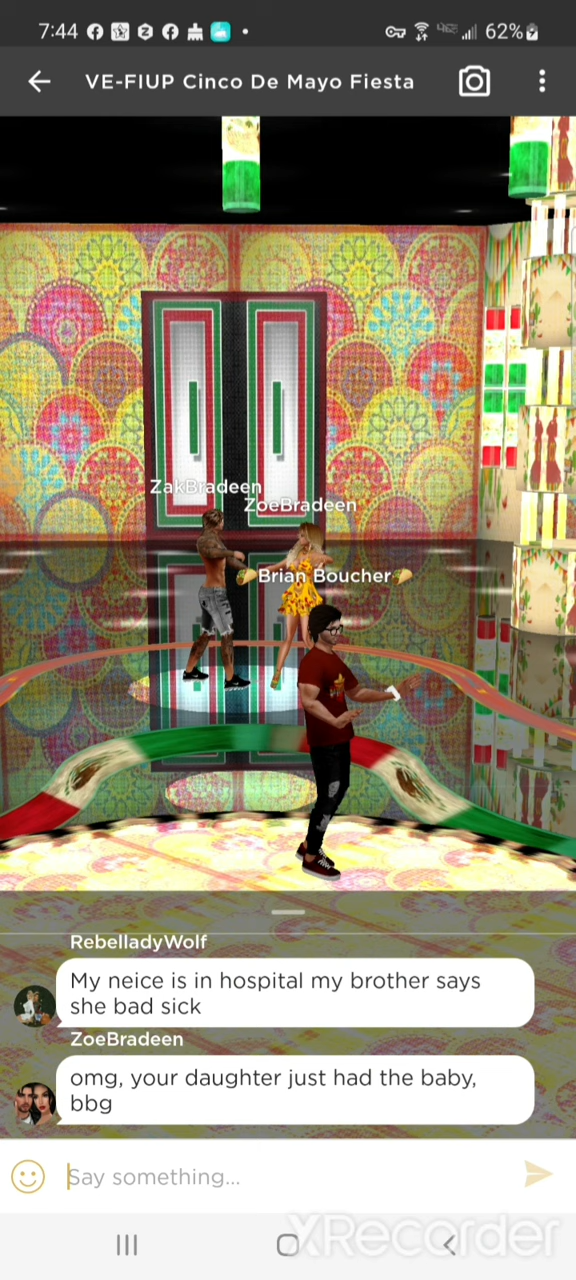 7:44
62%
VE-FIUP Cinco De Mayo Fiesta
ZakBradeen
ZoeBradeen
🌮Brian Boucher🌮
RebelladyWolf
My neice is in hospital my brother says
she bad sick
ZoeBradeen
omg, your daughter just had the baby,
bbg
Say something...
XRecorder